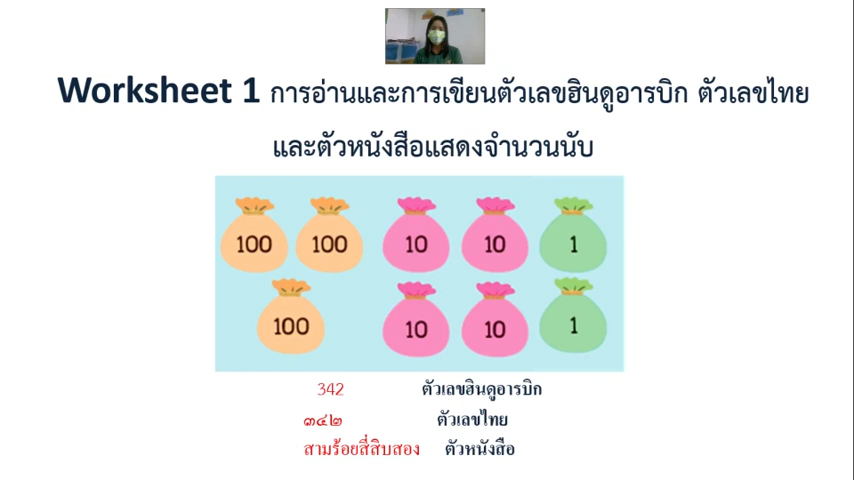 Worksheet 1 การอ่านและการเขียนตัวเลขฮินดูอารบิก ตัวเลขไทย
และตัวหนังสือแสดงจำนวนนับ
100 100 10 10 1
100 10 10 1
342 ตัวเลขฮินดูอารบิก
๓๔๒ ตัวเลขไทย
สามร้อยสี่สิบสอง ตัวหนังสือ